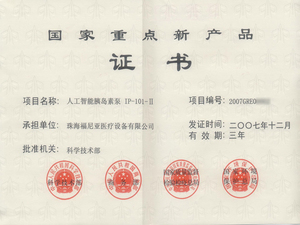 国家重点新产品
证书
项目名称: 人工智能胰岛素泵 IP-101-II
项目编号: 2007GRE0
承担单位: 珠海福尼亚医疗设备有限公司
发证时间: 二〇〇七年十二月
有效期: 三年
批准机关: 科学技术部